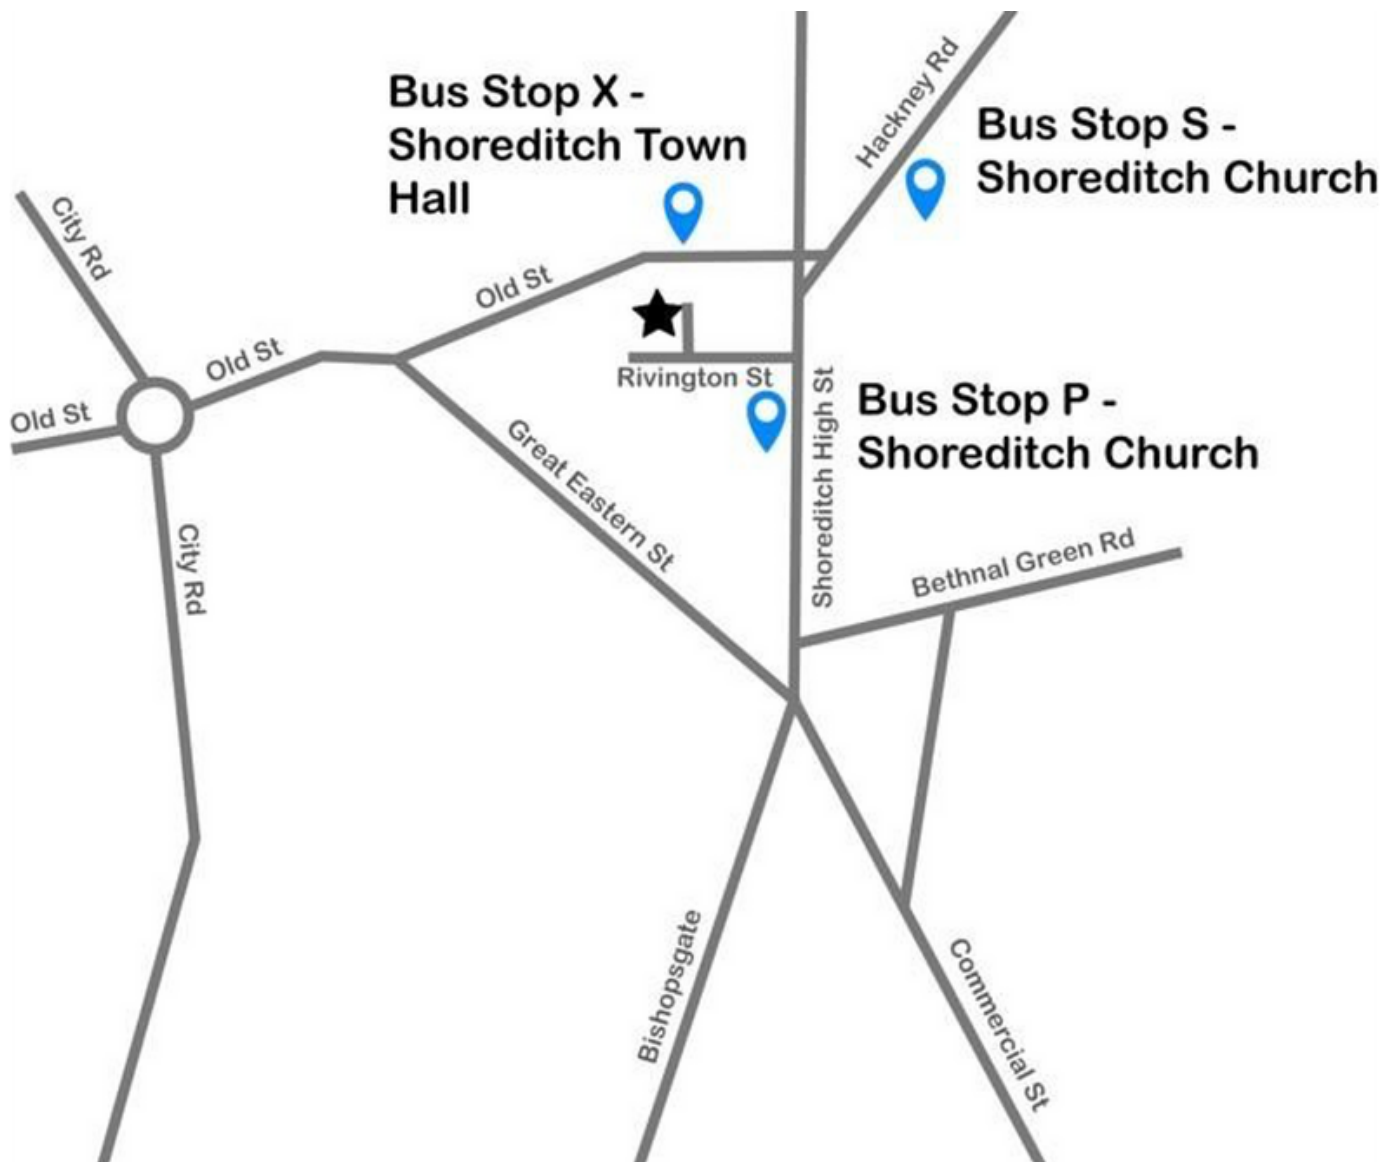 Bus Stop X -
Shoreditch Town
Hall
Hackney Rd
Bus Stop S -
Shoreditch Church
City Rd
Old St
Old St
Old St
Rivington St
Shoreditch High St
Bus Stop P -
Shoreditch Church
Great Eastern St
City Rd
Bethnal Green Rd
Bishopsgate
Commercial St